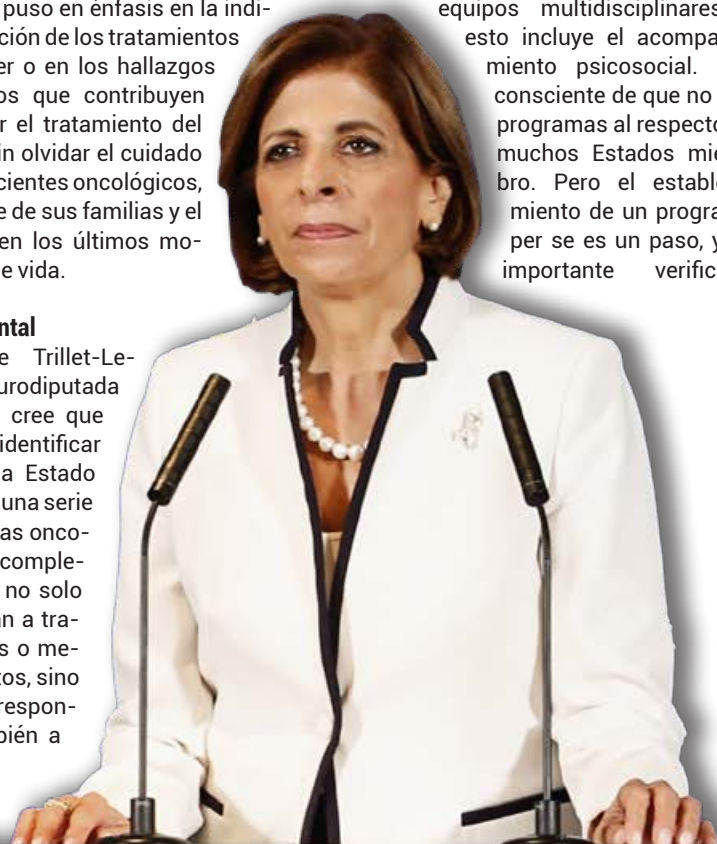 puso en énfasis en la indi-
ción de los tratamientos
er o en los hallazgos
os que contribuyen
r el tratamiento del
in olvidar el cuidado
cientes oncológicos,
e de sus familias y el
en los últimos mo-
e vida.
ntal
e Trillet-Le-
urodiputada
cree que
identificar
a Estado
una serie
as onco-
comple-
no solo
an a tra-
s o me-
tos, sino
respon-
bién a
equipos multidisciplinares
esto incluye el acompa
miento psicosocial.
consciente de que no
programas al respecto
muchos Estados mie
bro. Pero el establ
miento de un progra
per se es un paso, y
importante verific